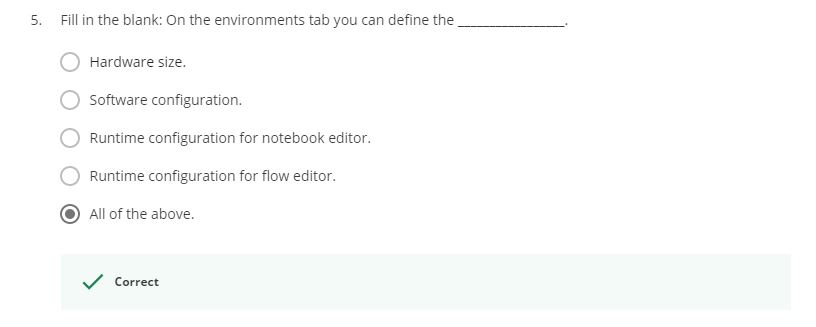 5. Fill in the blank: On the environments tab you can define the _________________.
Hardware size.
Software configuration.
Runtime configuration for notebook editor.
Runtime configuration for flow editor.
All of the above.
Correct